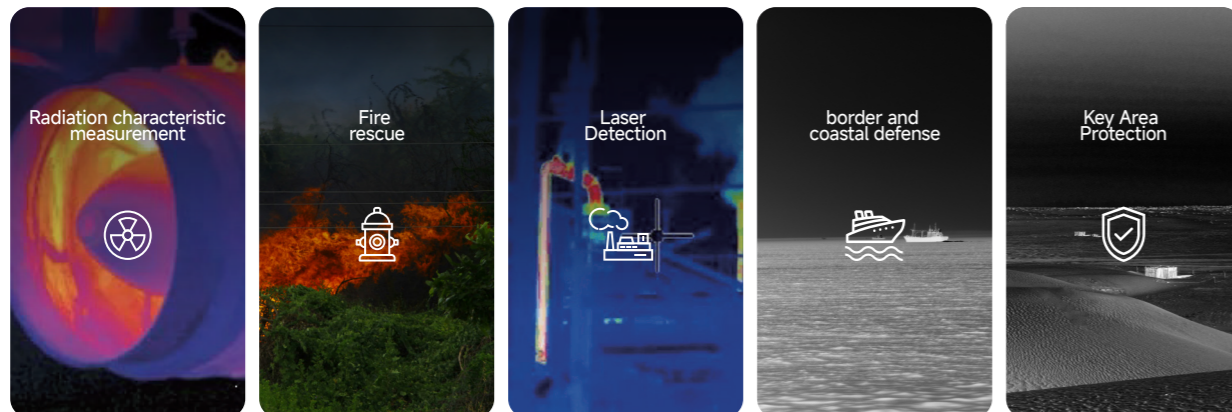 Radiation characteristic
measurement
Fire
rescue
Laser
Detection
border and
coastal defense
Key Area
Protection